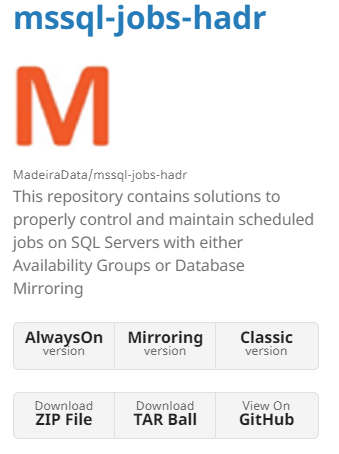 mssql-jobs-hadr
M
MadeiraData/mssql-jobs-hadr
This repository contains solutions to
properly control and maintain scheduled
jobs on SQL Servers with either
Availability Groups or Database
Mirroring
AlwaysOn Mirroring Classic
version version version
Download Download View On
ZIP File TAR Ball GitHub